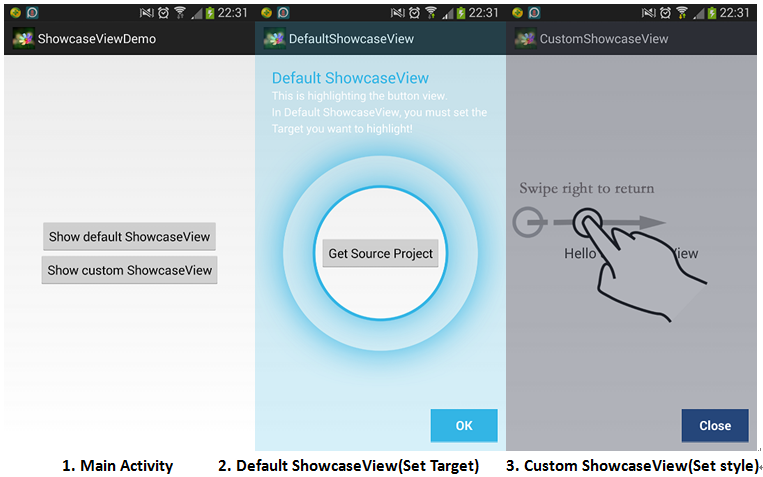 22:31
ShowcaseViewDemo
Show default ShowcaseView
Show custom ShowcaseView
22:31
DefaultShowcaseView
Default ShowcaseView
This is highlighting the button view.
In Default ShowcaseView, you must set the
Target you want to highlight!
Get Source Project
OK
22:31
CustomShowcaseView
Swipe right to return
Hello
View
Close
1. Main Activity
2. Default ShowcaseView(Set Target)
3. Custom ShowcaseView(Set style)